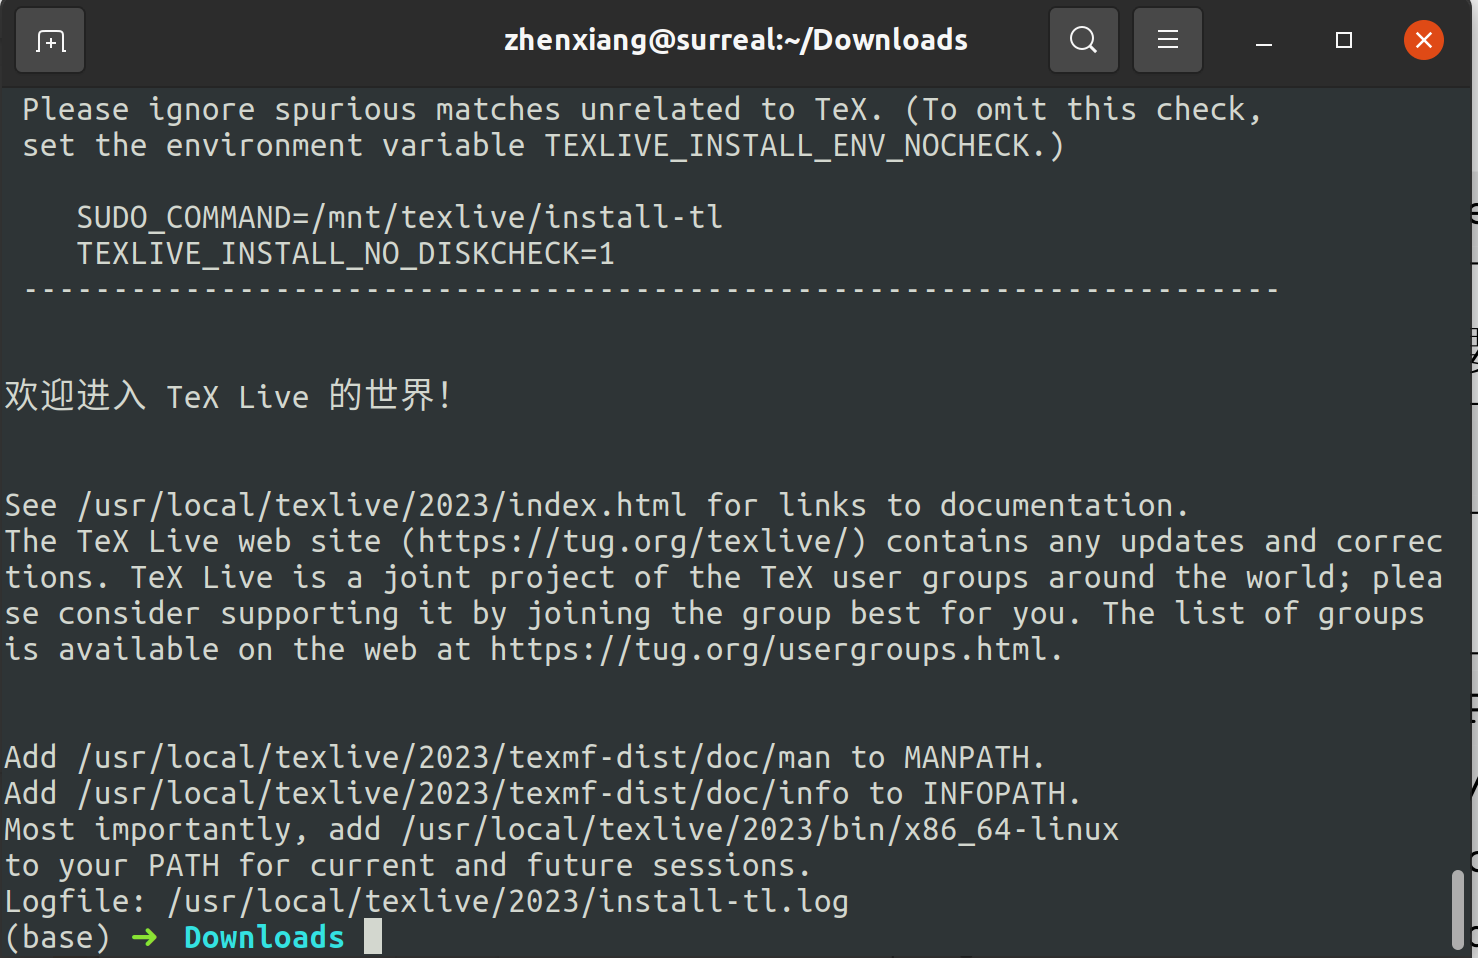 zhenxiang@surreal:~/Downloads
Please ignore spurious matches unrelated to TeX. (To omit this check,
set the environment variable TEXLIVE_INSTALL_ENV_NOCHECK.)
SUDO_COMMAND=/mnt/texlive/install-tl
TEXLIVE_INSTALL_NO_DISKCHECK=1
----------------------------------------------------------------------
欢迎进入 TeX Live 的世界！
See /usr/local/texlive/2023/index.html for links to documentation.
The TeX Live web site (https://tug.org/texlive/) contains any updates and correc
tions. TeX Live is a joint project of the TeX user groups around the world; plea
se consider supporting it by joining the group best for you. The list of groups
is available on the web at https://tug.org/usergroups.html.
Add /usr/local/texlive/2023/texmf-dist/doc/man to MANPATH.
Add /usr/local/texlive/2023/texmf-dist/doc/info to INFOPATH.
Most importantly, add /usr/local/texlive/2023/bin/x86_64-linux
to your PATH for current and future sessions.
Logfile: /usr/local/texlive/2023/install-tl.log
(base) ➜ Downloads